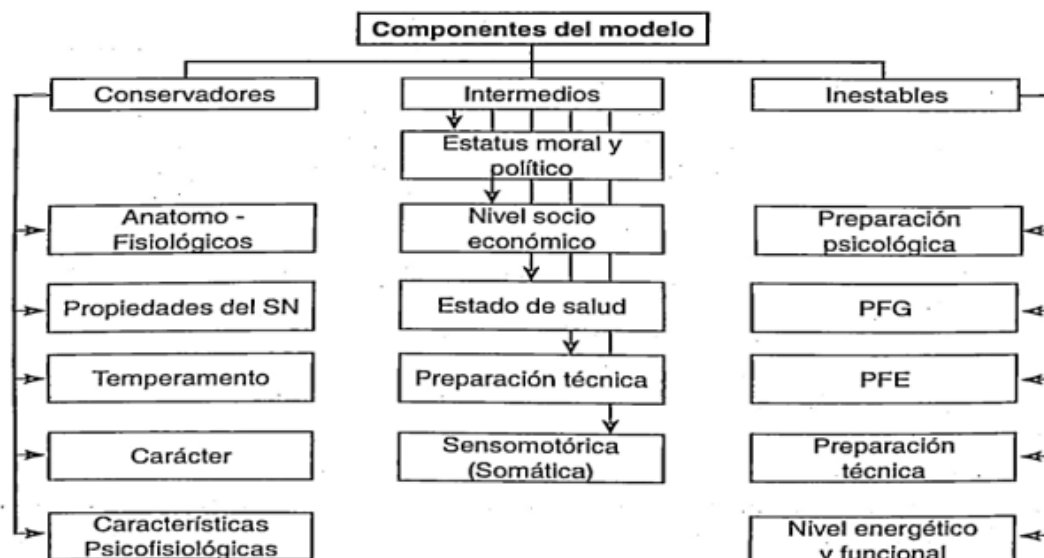 Componentes del modelo
Conservadores
Intermedios
Inestables
Estatus moral y
político
Anatomo -
Fisiológicos
Nivel socio
económico
Preparación
psicológica
Propiedades del SN
Estado de salud
PFG
Temperamento
Preparación técnica
PFE
Carácter
Sensomotórica
(Somática)
Preparación
técnica
Características
Psicofisiológicas
Nivel energético
y funcional